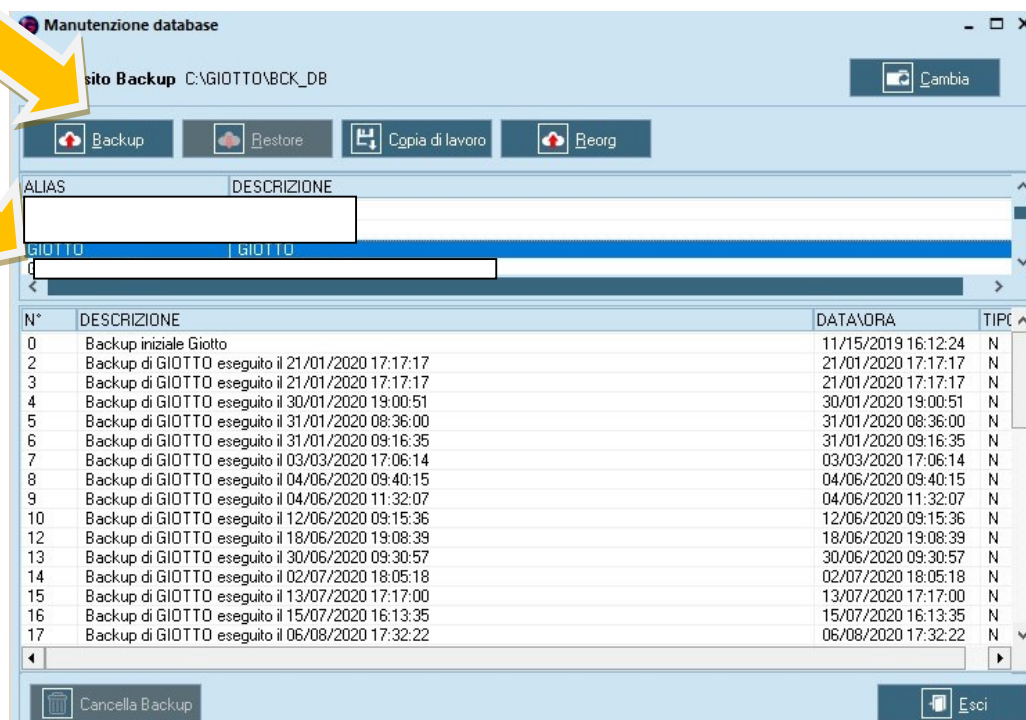 Manutenzione database
sito Backup C:\GIOTTO\BCK_DB Cambia
Backup Restore Copia di lavoro Reorg
ALIAS DESCRIZIONE
GIOTTO GIOTTO
N° DESCRIZIONE DATA\ORA TIPO
0 Backup iniziale Giotto 11/15/2019 16:12:24 N
2 Backup di GIOTTO eseguito il 21/01/2020 17:17:17 21/01/2020 17:17:17 N
3 Backup di GIOTTO eseguito il 21/01/2020 17:17:17 21/01/2020 17:17:17 N
4 Backup di GIOTTO eseguito il 30/01/2020 19:00:51 30/01/2020 19:00:51 N
5 Backup di GIOTTO eseguito il 31/01/2020 08:36:00 31/01/2020 08:36:00 N
6 Backup di GIOTTO eseguito il 31/01/2020 09:16:35 31/01/2020 09:16:35 N
7 Backup di GIOTTO eseguito il 03/03/2020 17:06:14 03/03/2020 17:06:14 N
8 Backup di GIOTTO eseguito il 04/06/2020 09:40:15 04/06/2020 09:40:15 N
9 Backup di GIOTTO eseguito il 04/06/2020 11:32:07 04/06/2020 11:32:07 N
10 Backup di GIOTTO eseguito il 12/06/2020 09:15:36 12/06/2020 09:15:36 N
12 Backup di GIOTTO eseguito il 18/06/2020 19:08:39 18/06/2020 19:08:39 N
13 Backup di GIOTTO eseguito il 30/06/2020 09:30:57 30/06/2020 09:30:57 N
14 Backup di GIOTTO eseguito il 02/07/2020 18:05:18 02/07/2020 18:05:18 N
15 Backup di GIOTTO eseguito il 13/07/2020 17:17:00 13/07/2020 17:17:00 N
16 Backup di GIOTTO eseguito il 15/07/2020 16:13:35 15/07/2020 16:13:35 N
17 Backup di GIOTTO eseguito il 06/08/2020 17:32:22 06/08/2020 17:32:22 N
Cancella Backup Esci